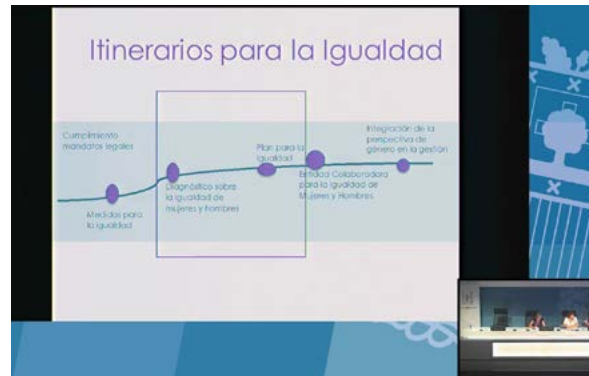 Itinerarios para la Igualdad
Cumplimiento
mandatos legales
Medidas para
la igualdad
Diagnóstico sobre
la igualdad de
mujeres y hombres
Plan para la
Igualdad
Entidad Colaboradora
para la Igualdad de
Mujeres y Hombres
Integración de la
perspectiva de
género en la gestión